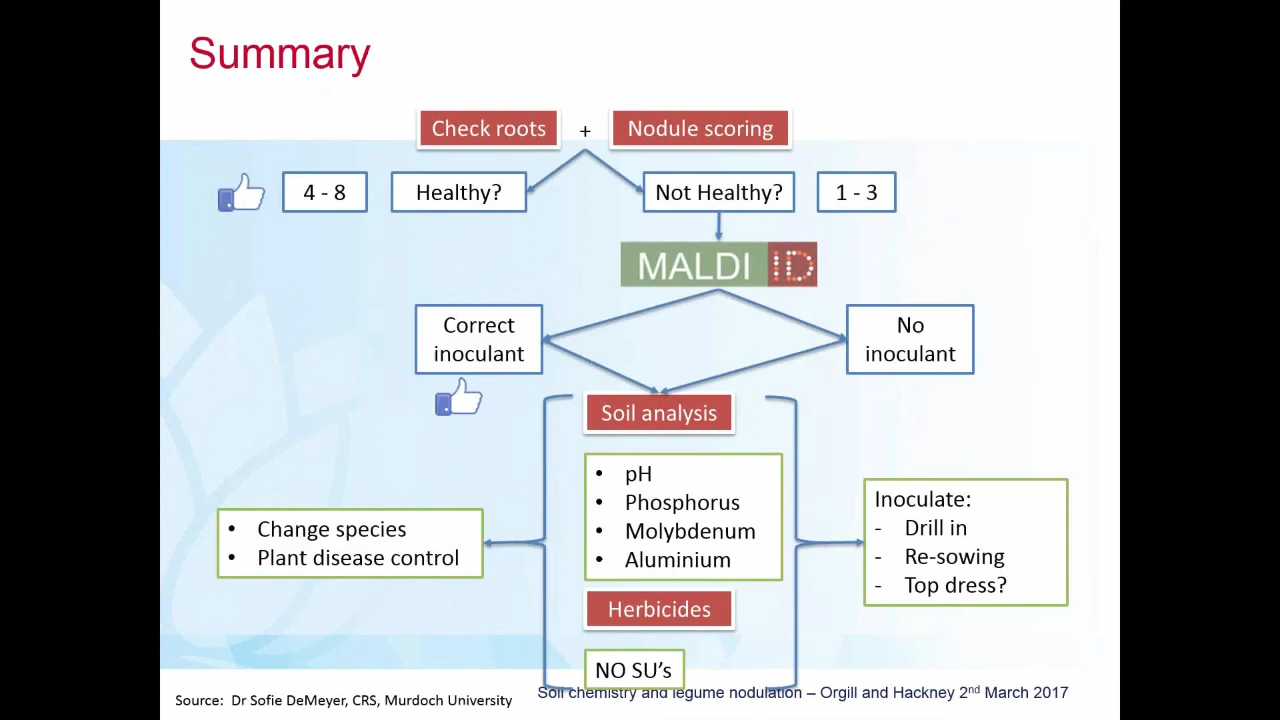 Summary
Check roots + Nodule scoring
4 - 8 Healthy? Not Healthy? 1 - 3
MALDI ID
Correct
inoculant
No
inoculant
Soil analysis
• pH
• Phosphorus
• Molybdenum
• Aluminium
• Change species
• Plant disease control
Inoculate:
- Drill in
- Re-sowing
- Top dress?
Herbicides
NO SU’s
Soil chemistry and legume nodulation – Orgill and Hackney 2nd March 2017
Source: Dr Sofie DeMeyer, CRS, Murdoch University